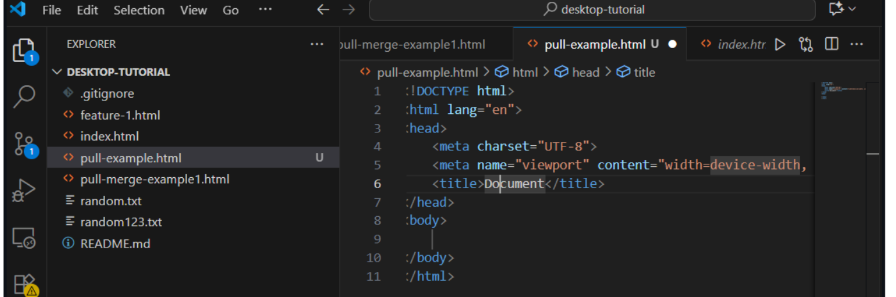 File Edit Selection View Go ··· desktop-tutorial
EXPLORER ···
DESKTOP-TUTORIAL
.gitignore
feature-1.html
index.html
pull-example.html U
pull-merge-example1.html
random.txt
random123.txt
README.md
1
1
pull-merge-example1.html pull-example.html U ● index.htr ···
pull-example.html > html > head > title
1 :!DOCTYPE html>
2 :html lang="en">
3 :head>
4 <meta charset="UTF-8">
5 <meta name="viewport" content="width=device-width,
6 <title>Document</title>
7 :/head>
8 :body>
9
10 :/body>
11 :/html>